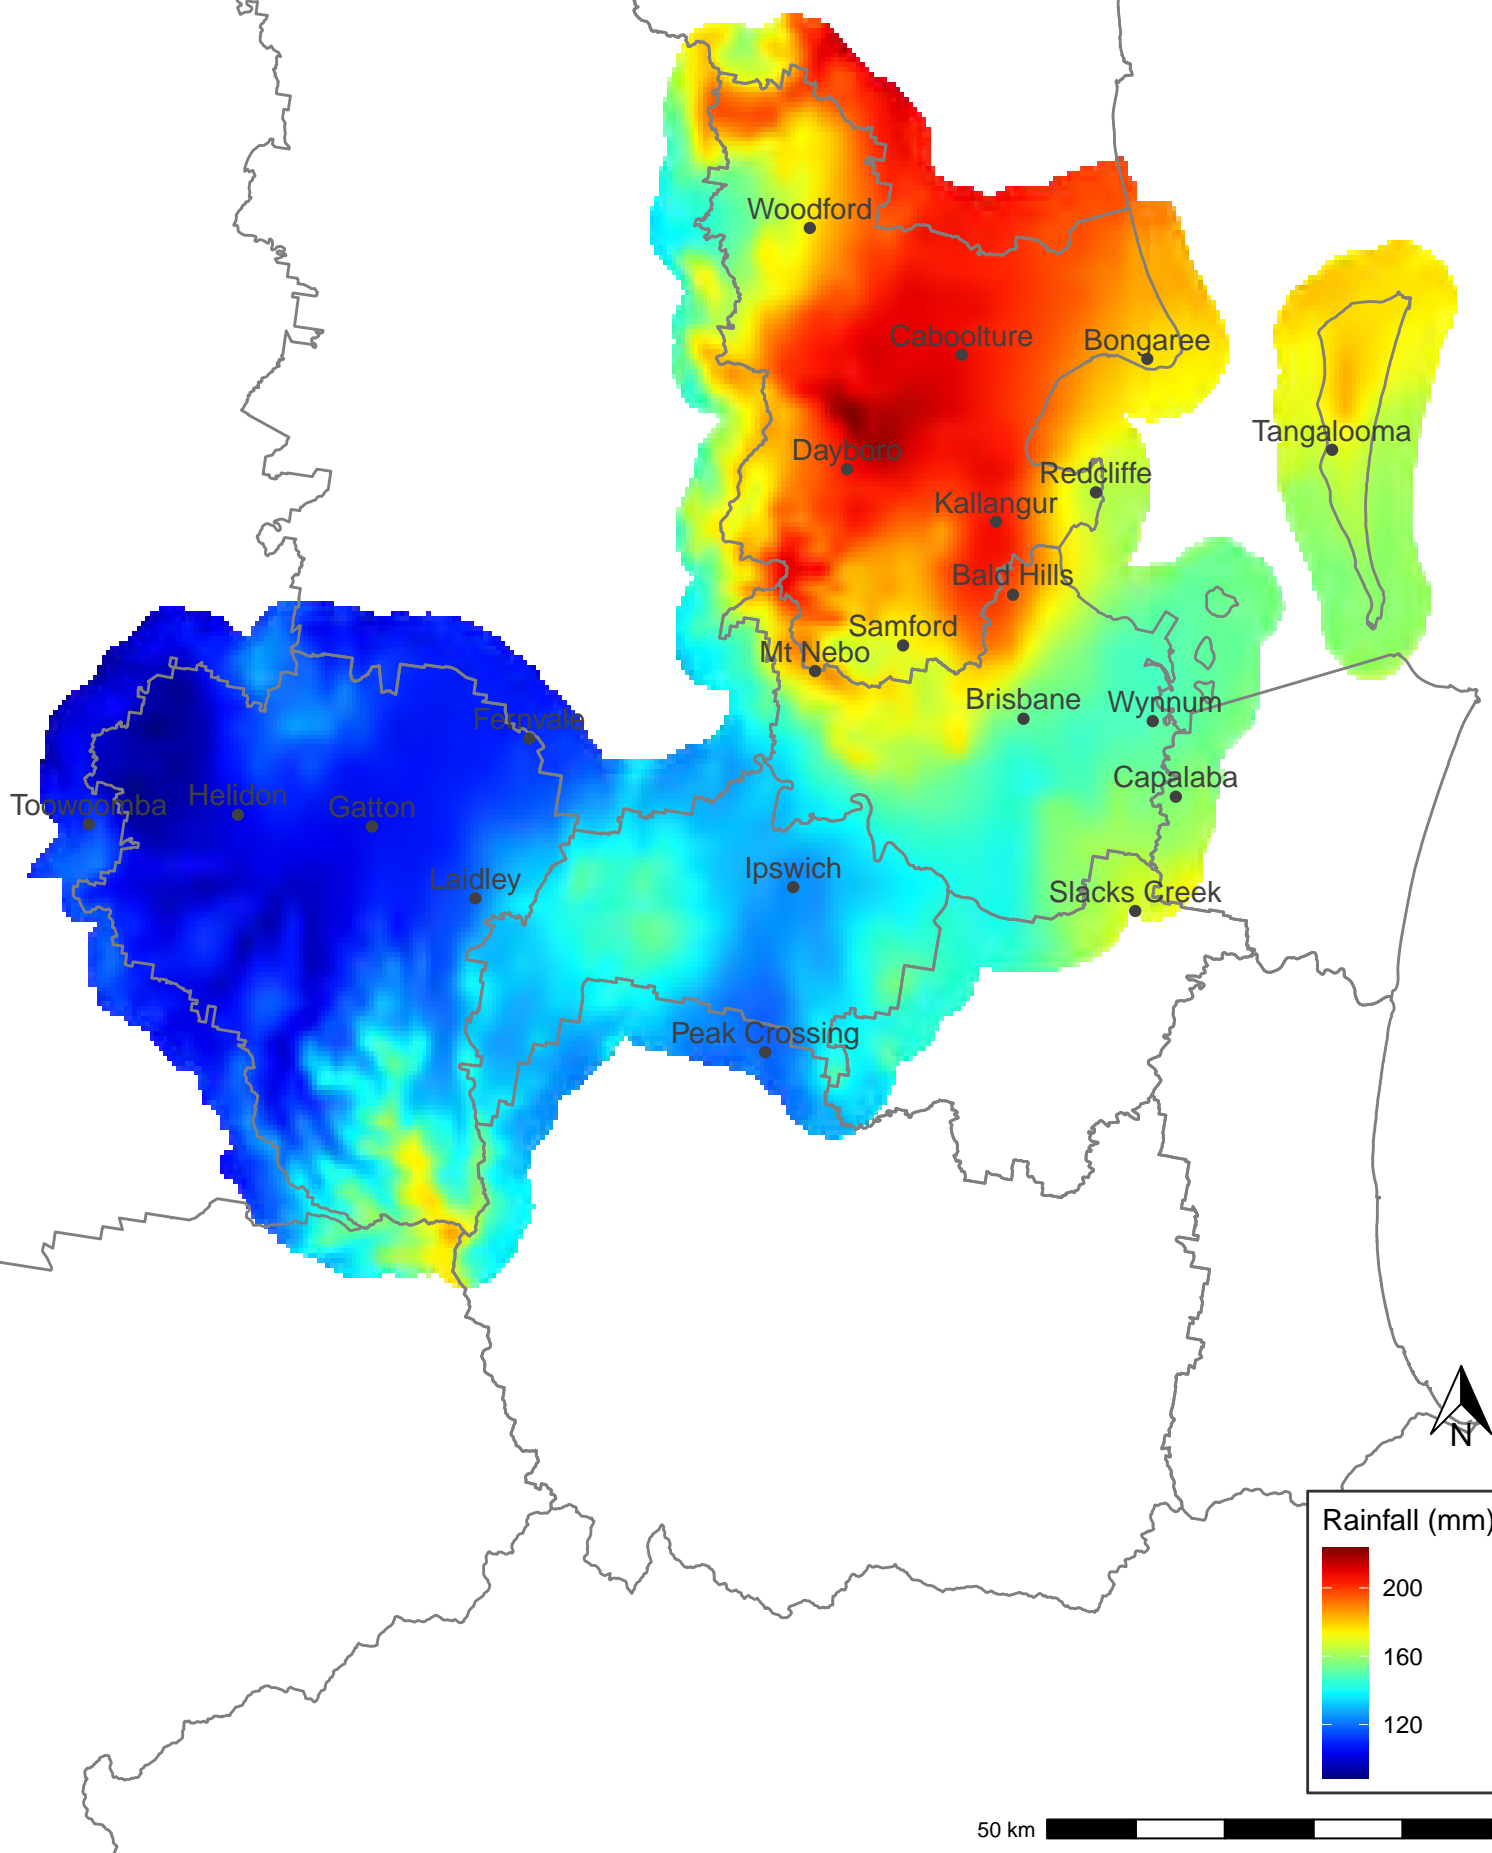 Woodford
Caboolture
Bongaree
Tangalooma
Dayboro
Redcliffe
Kallangur
Bald Hills
Samford
Mt Nebo
Brisbane
Wynnum
Fernvale
Capalaba
Toowoomba
Helidon
Gatton
Ipswich
Laidley
Slacks Creek
Peak Crossing
N
Rainfall (mm)
200
160
120
50 km